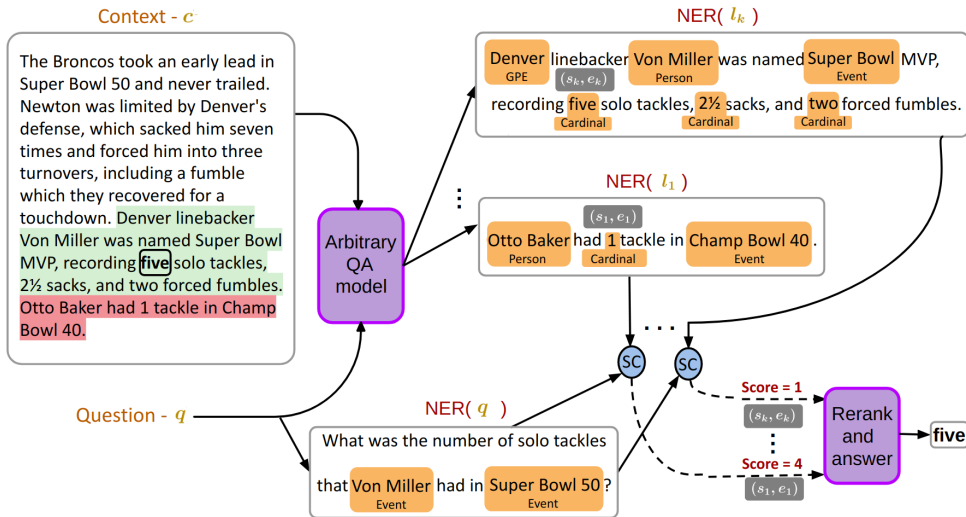 Context - c
The Broncos took an early lead in
Super Bowl 50 and never trailed.
Newton was limited by Denver's
defense, which sacked him seven
times and forced him into three
turnovers, including a fumble
which they recovered for a
touchdown. Denver linebacker
Von Miller was named Super Bowl
MVP, recording five solo tackles,
2½ sacks, and two forced fumbles.
Otto Baker had 1 tackle in Champ
Bowl 40.
Question - q
Arbitrary
QA
model
NER( l_k )
Denver linebacker Von Miller was named Super Bowl MVP,
GPE (s_k, e_k) Person Event
recording five solo tackles, 2½ sacks, and two forced fumbles.
Cardinal Cardinal Cardinal
NER( l_1 )
(s_1, e_1)
Otto Baker had 1 tackle in Champ Bowl 40 .
Person Cardinal Event
SC
SC
NER( q )
What was the number of solo tackles
that Von Miller had in Super Bowl 50 ?
Event Event
Score = 1
(s_k, e_k)
Score = 4
(s_1, e_1)
Rerank
and
answer
five